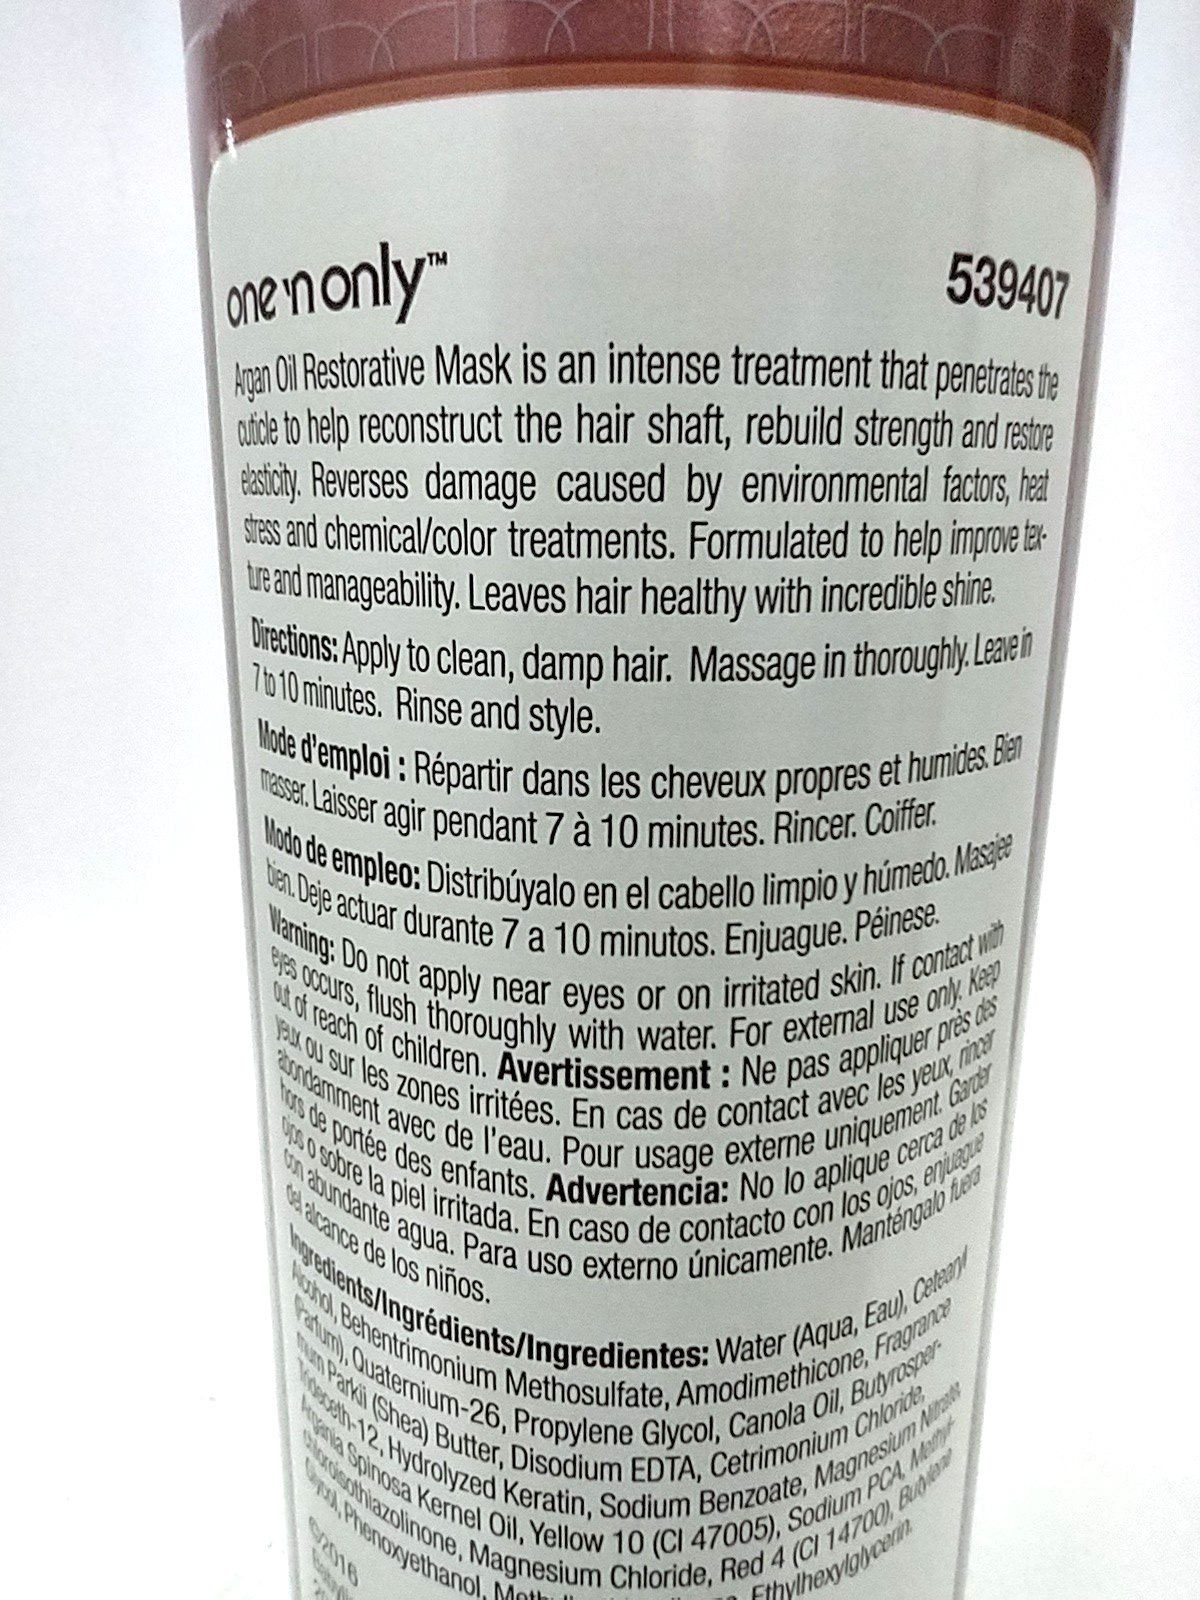 one 'n only™ 539407
Argan Oil Restorative Mask is an intense treatment that penetrates the
cuticle to help reconstruct the hair shaft, rebuild strength and restore
elasticity. Reverses damage caused by environmental factors, heat
stress and chemical/color treatments. Formulated to help improve tex-
ture and manageability. Leaves hair healthy with incredible shine.
Directions: Apply to clean, damp hair. Massage in thoroughly. Leave in
7 to 10 minutes. Rinse and style.
Mode d'emploi : Répartir dans les cheveux propres et humides. Bien
masser. Laisser agir pendant 7 à 10 minutes. Rincer. Coiffer.
Modo de empleo: Distribúyalo en el cabello limpio y húmedo. Masajee
bien. Deje actuar durante 7 a 10 minutos. Enjuague. Péinese.
Warning: Do not apply near eyes or on irritated skin. If contact with
eyes occurs, flush thoroughly with water. For external use only. Keep
out of reach of children. Avertissement : Ne pas appliquer près des
yeux ou sur les zones irritées. En cas de contact avec les yeux, rincer
abondamment avec de l'eau. Pour usage externe uniquement. Garder
hors de portée des enfants. Advertencia: No lo aplique cerca de los
ojos o sobre la piel irritada. En caso de contacto con los ojos, enjuague
con abundante agua. Para uso externo únicamente. Manténgalo fuera
del alcance de los niños.
Ingredients/Ingrédients/Ingredientes: Water (Aqua, Eau), Cetearyl
Alcohol, Behentrimonium Methosulfate, Amodimethicone, Fragrance
(Parfum), Quaternium-26, Propylene Glycol, Canola Oil, Butyrosper-
mum Parkii (Shea) Butter, Disodium EDTA, Cetrimonium Chloride,
Trideceth-12, Hydrolyzed Keratin, Sodium Benzoate, Magnesium Nitrate,
Argania Spinosa Kernel Oil, Yellow 10 (CI 47005), Sodium PCA, Methyl-
chloroisothiazolinone, Magnesium Chloride, Red 4 (CI 14700), Butylene
Glycol, Phenoxyethanol, Ethylhexylglycerin.
©2016